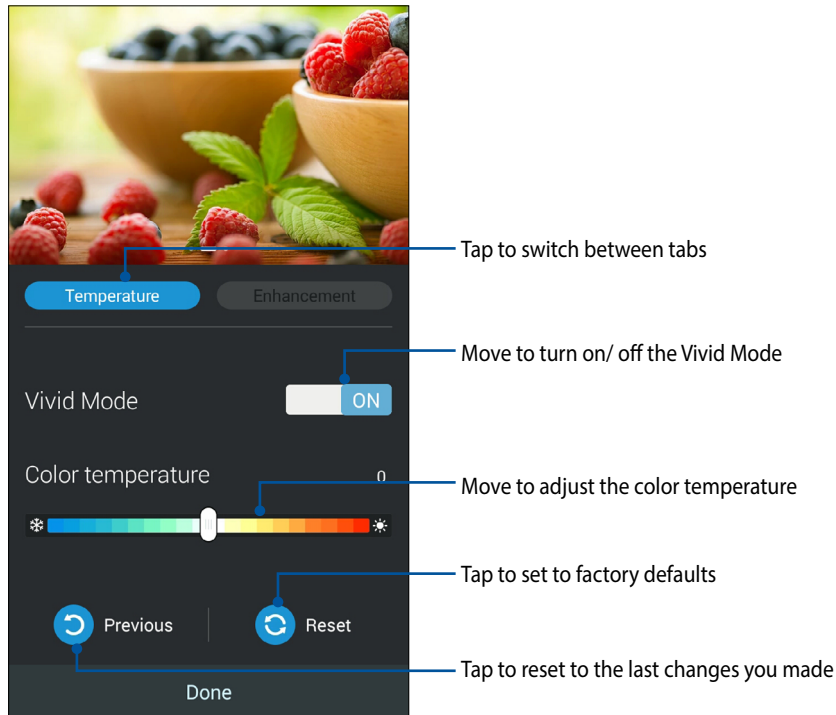 Tap to switch between tabs
Temperature
Enhancement
Move to turn on/ off the Vivid Mode
Vivid Mode
ON
Color temperature
0
Move to adjust the color temperature
Tap to set to factory defaults
Previous
Reset
Tap to reset to the last changes you made
Done